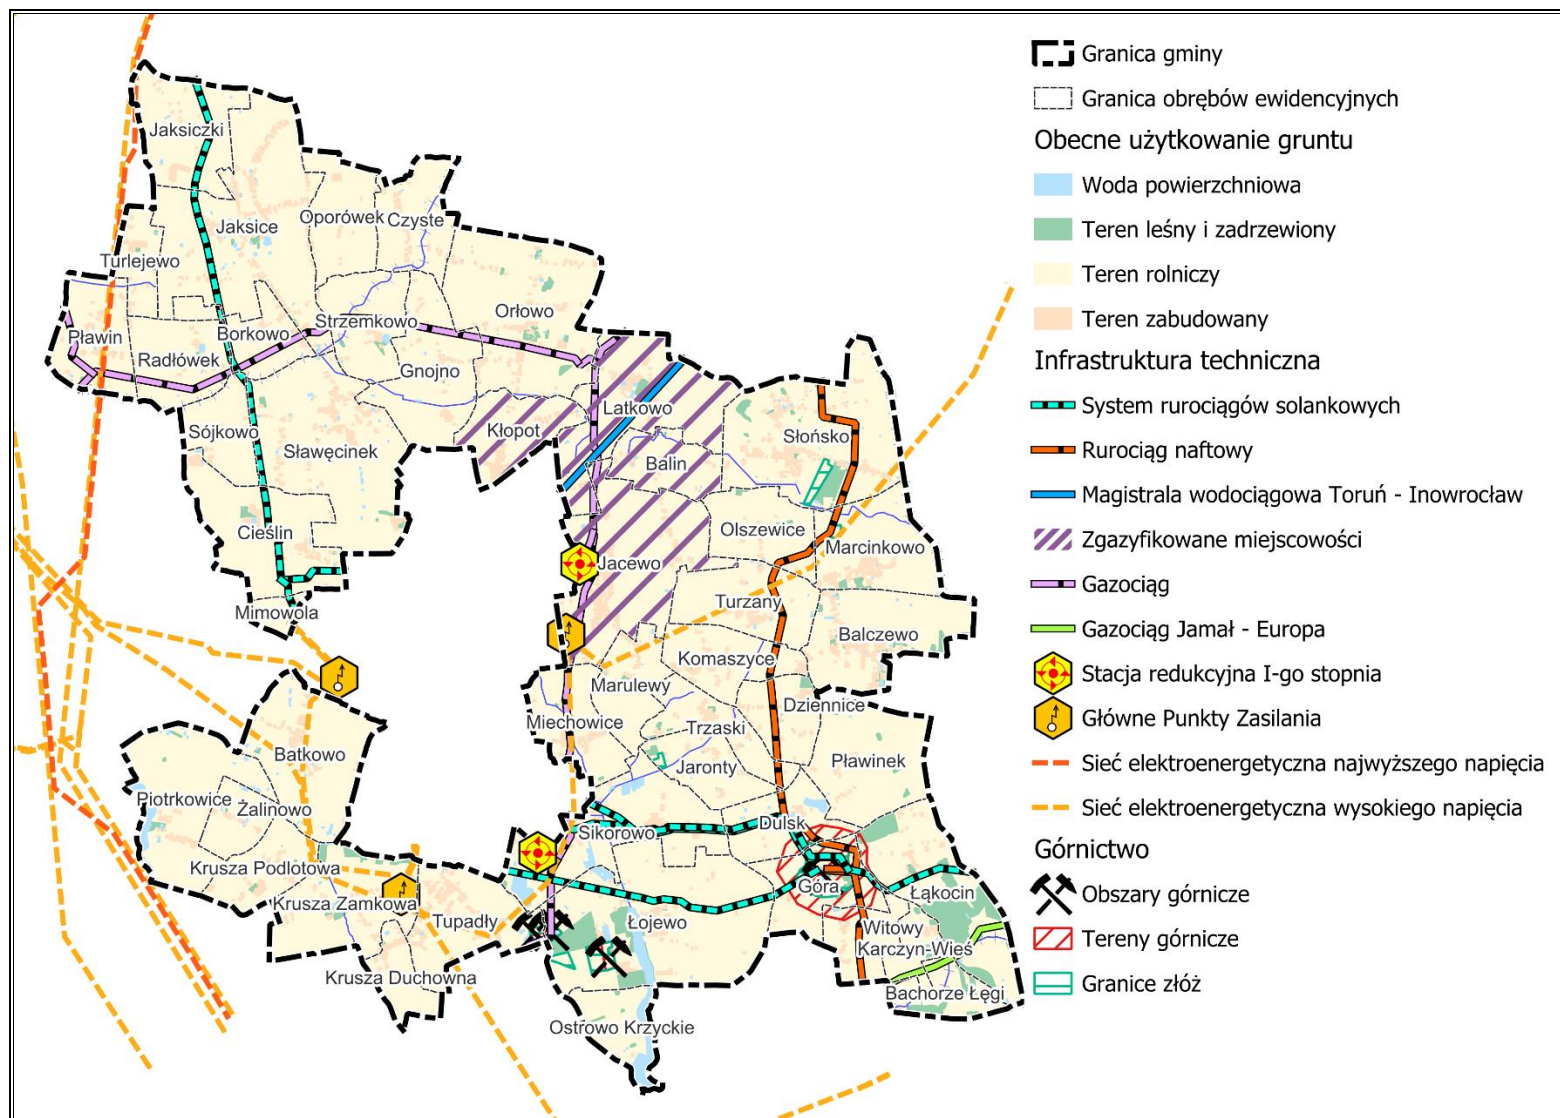 Granica gminy
Granica obrębów ewidencyjnych
Obecne użytkowanie gruntu
Woda powierzchniowa
Teren leśny i zadrzewiony
Teren rolniczy
Teren zabudowany
Infrastruktura techniczna
System rurociągów solankowych
Rurociąg naftowy
Magistrala wodociągowa Toruń - Inowrocław
Zgazyfikowane miejscowości
Gazociąg
Gazociąg Jamał - Europa
Stacja redukcyjna I-go stopnia
Główne Punkty Zasilania
Sieć elektroenergetyczna najwyższego napięcia
Sieć elektroenergetyczna wysokiego napięcia
Górnictwo
Obszary górnicze
Tereny górnicze
Granice złóż
Jaksiczki
Oporówek
Czyste
Jaksice
Turlejewo
Orłowo
Strzemkowo
Borkowo
Pławin
Radłówek
Gnojno
Latkowo
Kłopot
Sójkowo
Słońsko
Sławęcinek
Balin
Olszewice
Cieślin
Marcinkowo
Jacewo
Turzany
Mimowola
Balczewo
Komaszyce
Marulewy
Dziennice
Miechowice
Trzaski
Batkowo
Pławinek
Jaronty
Piotrkowice
Żalinowo
Dulsk
Sikorowo
Krusza Podlotowa
Góra
Łąkocin
Krusza Zamkowa
Tupadły
Łojewo
Witowy
Karczyn-Wieś
Krusza Duchowna
Bachorze Łęgi
Ostrowo Krzyckie